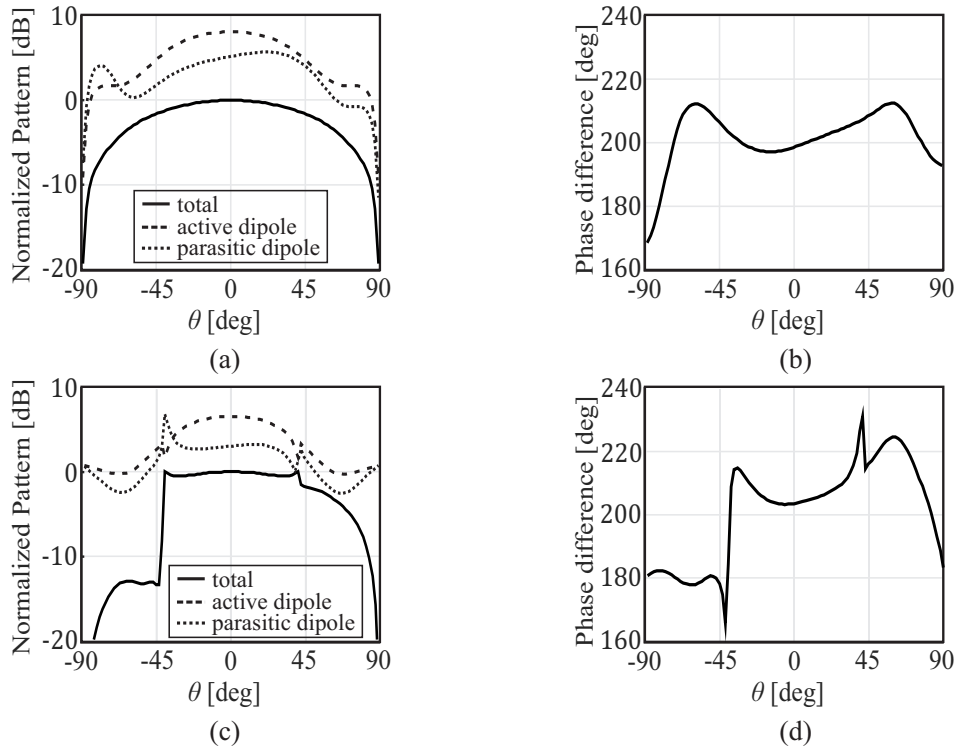 Normalized Pattern [dB]
10
0
-10
-20
total
active dipole
parasitic dipole
-90
-45
0
45
90
θ [deg]
(a)
Phase difference [deg]
240
220
200
180
160
-90
-45
0
45
90
θ [deg]
(b)
Normalized Pattern [dB]
10
0
-10
-20
total
active dipole
parasitic dipole
-90
-45
0
45
90
θ [deg]
(c)
Phase difference [deg]
240
220
200
180
160
-90
-45
0
45
90
θ [deg]
(d)